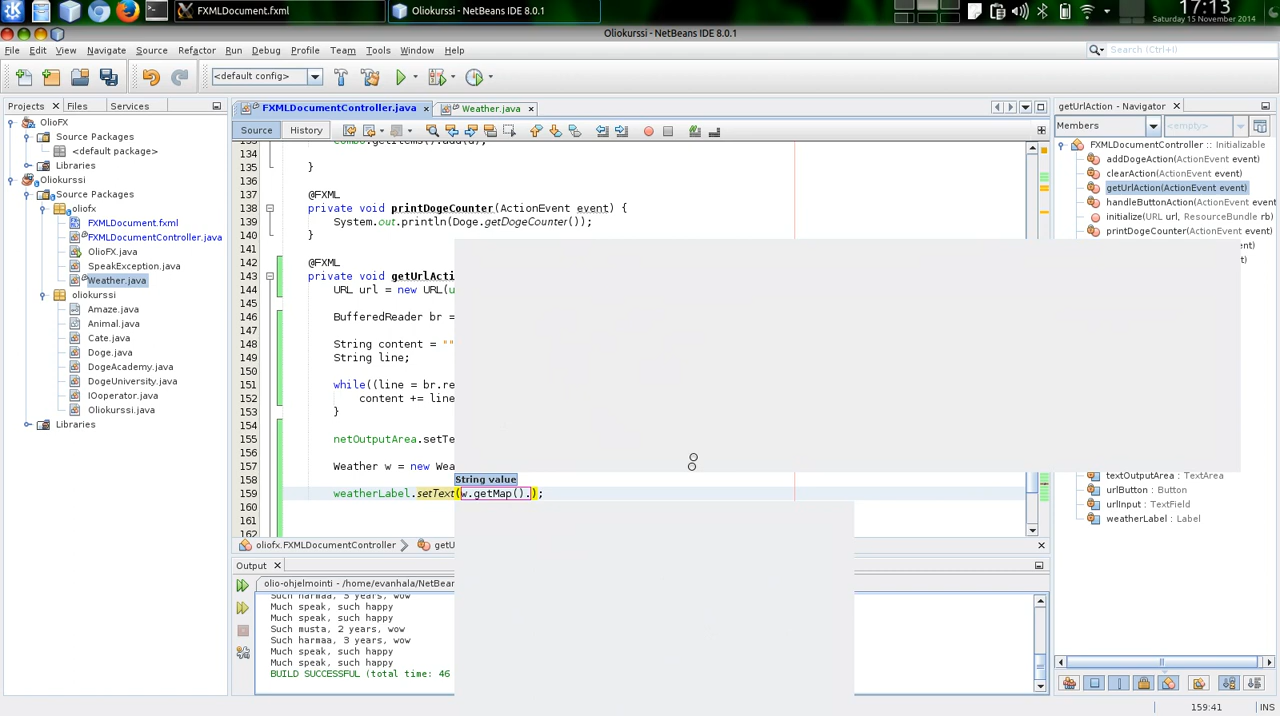 FXMLDocument.fxml
Oliokurssi - NetBeans IDE 8.0.1
17:13
Saturday 15 November 2014
Oliokurssi - NetBeans IDE 8.0.1
File Edit View Navigate Source Refactor Run Debug Profile Team Tools Window Help
Search (Ctrl+I)
<default config>
Projects Files Services
FXMLDocumentController.java Weather.java
getUrlAction - Navigator
Source History
Members <empty>
OlioFX
Source Packages
<default package>
Libraries
Oliokurssi
Source Packages
oliofx
FXMLDocument.fxml
FXMLDocumentController.java
OlioFX.java
SpeakException.java
Weather.java
oliokurssi
Amaze.java
Animal.java
Cate.java
Doge.java
DogeAcademy.java
DogeUniversity.java
IOoperator.java
Oliokurssi.java
Libraries
134
135 }
136
137 @FXML
138 private void printDogeCounter(ActionEvent event) {
139 System.out.println(Doge.getDogeCounter());
140 }
141
142 @FXML
143 private void getUrlActi
144 URL url = new URL(u
145
146 BufferedReader br =
147
148 String content = ""
149 String line;
150
151 while((line = br.re
152 content += line
153 }
154
155 netOutputArea.setTe
156
157 Weather w = new Wea
158 String value
159 weatherLabel.setText(w.getMap().);
160
161
162
FXMLDocumentController :: Initializable
addDogeAction(ActionEvent event)
clearAction(ActionEvent event)
getUrlAction(ActionEvent event)
handleButtonAction(ActionEvent event)
initialize(URL url, ResourceBundle rb)
printDogeCounter(ActionEvent event)
textOutputArea : TextArea
urlButton : Button
urlInput : TextField
weatherLabel : Label
oliofx.FXMLDocumentController getU
Output
olio-ohjelmointi - /home/evanhala/NetBean
Such harmaa, 3 years, wow
Much speak, such happy
Much speak, such happy
Such musta, 2 years, wow
Such harmaa, 3 years, wow
Much speak, such happy
Much speak, such happy
BUILD SUCCESSFUL (total time: 46
159:41 INS